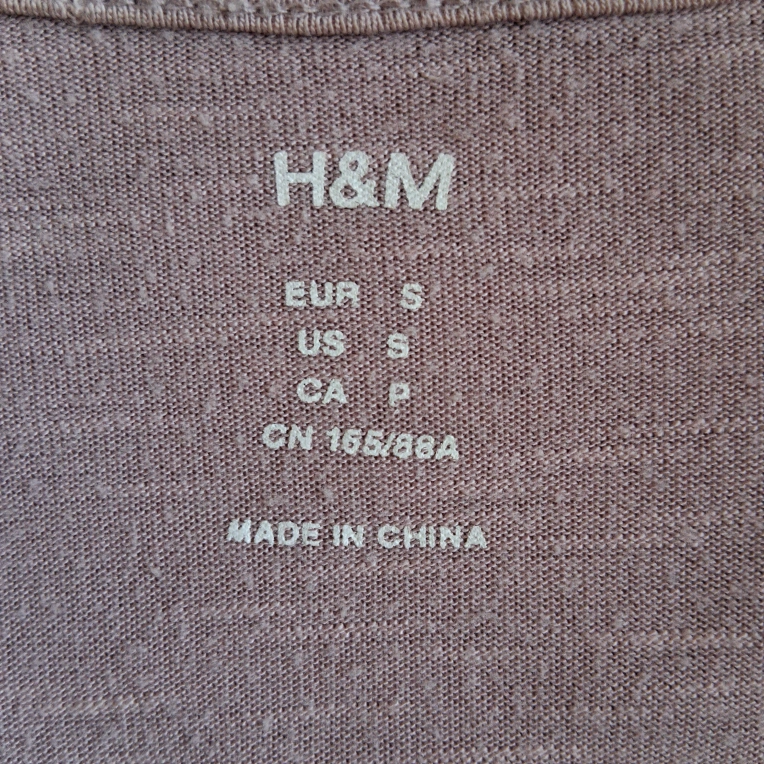 H&M
EUR S
US S
CA P
CN 165/88A
MADE IN CHINA